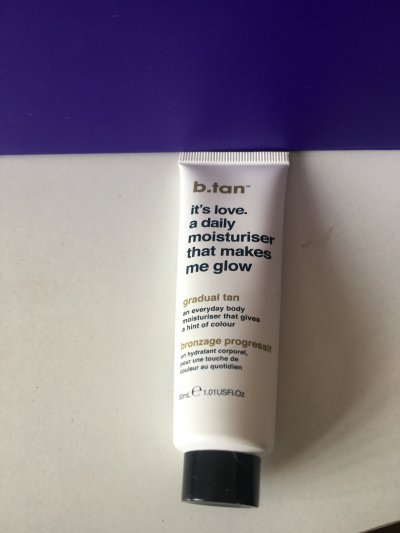 b.tan™
it's love.
a daily
moisturiser
that makes
me glow
gradual tan
an everyday body
moisturiser that gives
a hint of colour
bronzage progressif
un hydratant corporel,
pour une touche de
couleur au quotidien
30mL ℮ 1.01USFl.Oz